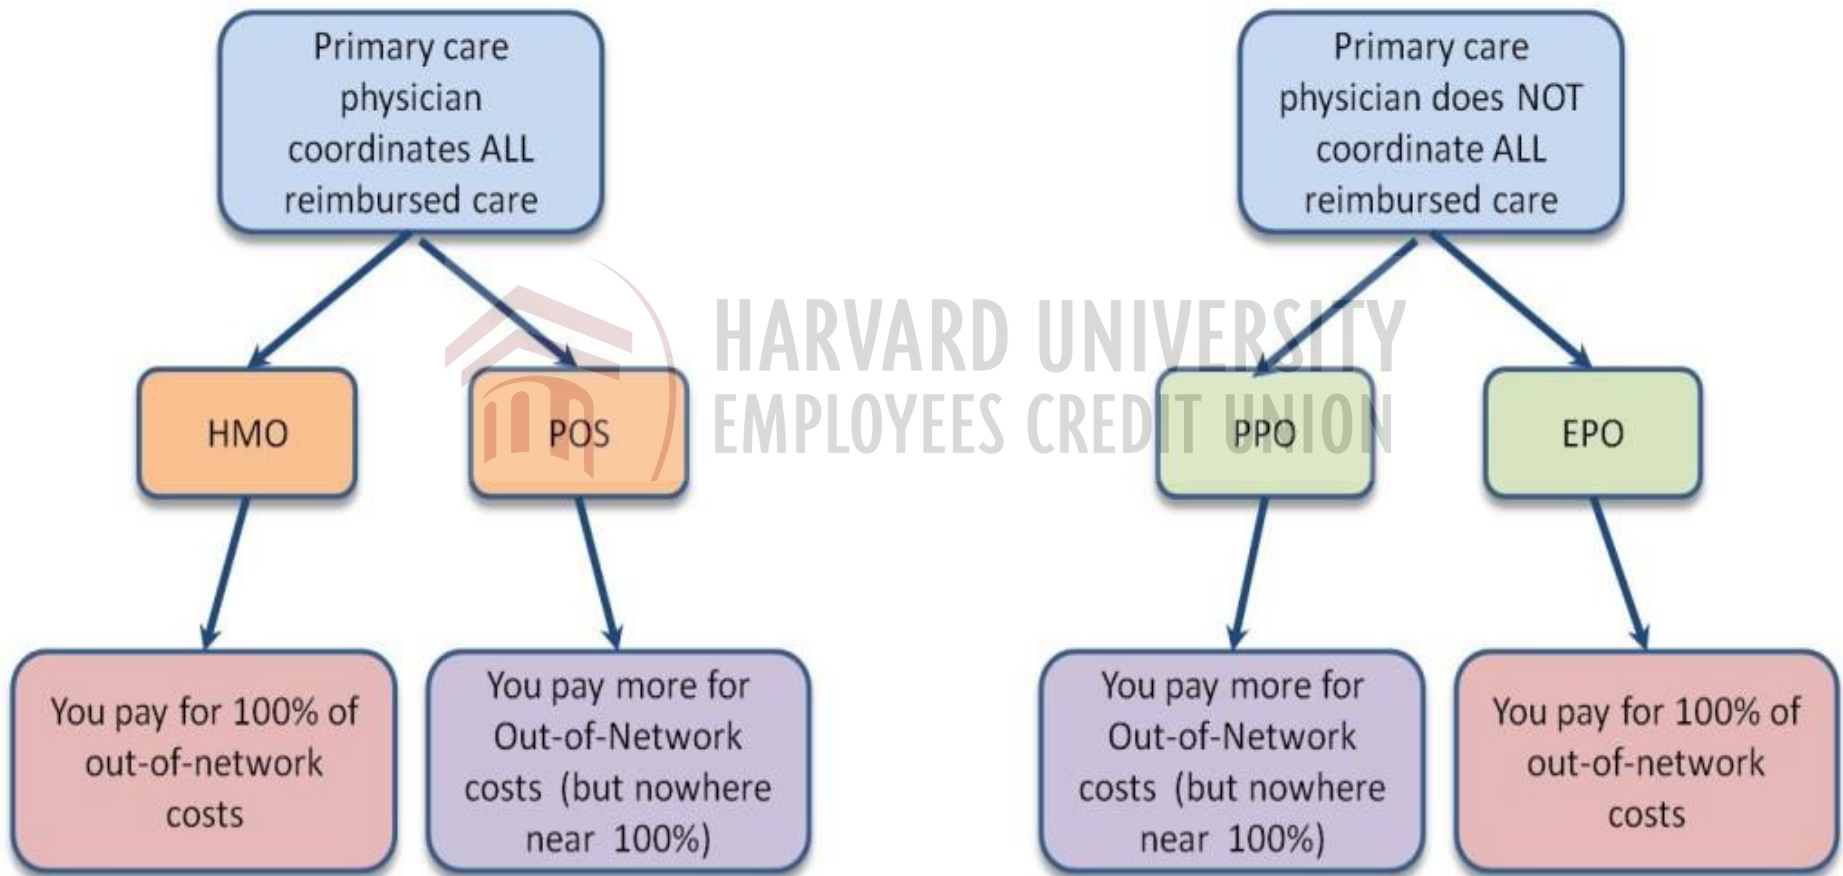 Primary care
physician
coordinates ALL
reimbursed care
Primary care
physician does NOT
coordinate ALL
reimbursed care
HARVARD UNIVERSITY
EMPLOYEES CREDIT UNION
HMO
POS
PPO
EPO
You pay for 100% of
out-of-network
costs
You pay more for
Out-of-Network
costs (but nowhere
near 100%)
You pay more for
Out-of-Network
costs (but nowhere
near 100%)
You pay for 100% of
out-of-network
costs